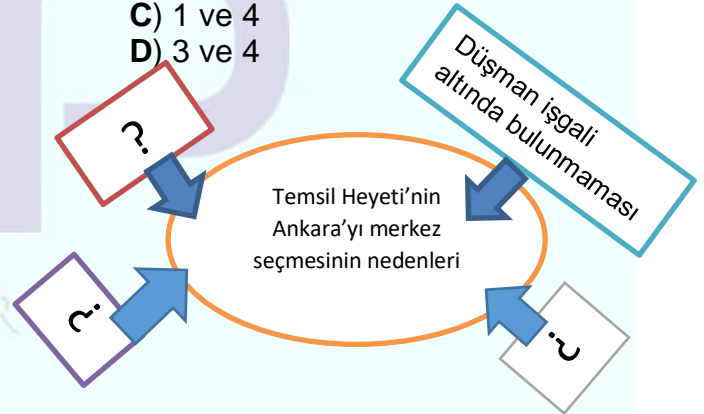 C) 1 ve 4
D) 3 ve 4
?
Düşman işgali
altında bulunmaması
Temsil Heyeti’nin
Ankara’yı merkez
seçmesinin nedenleri
?
?